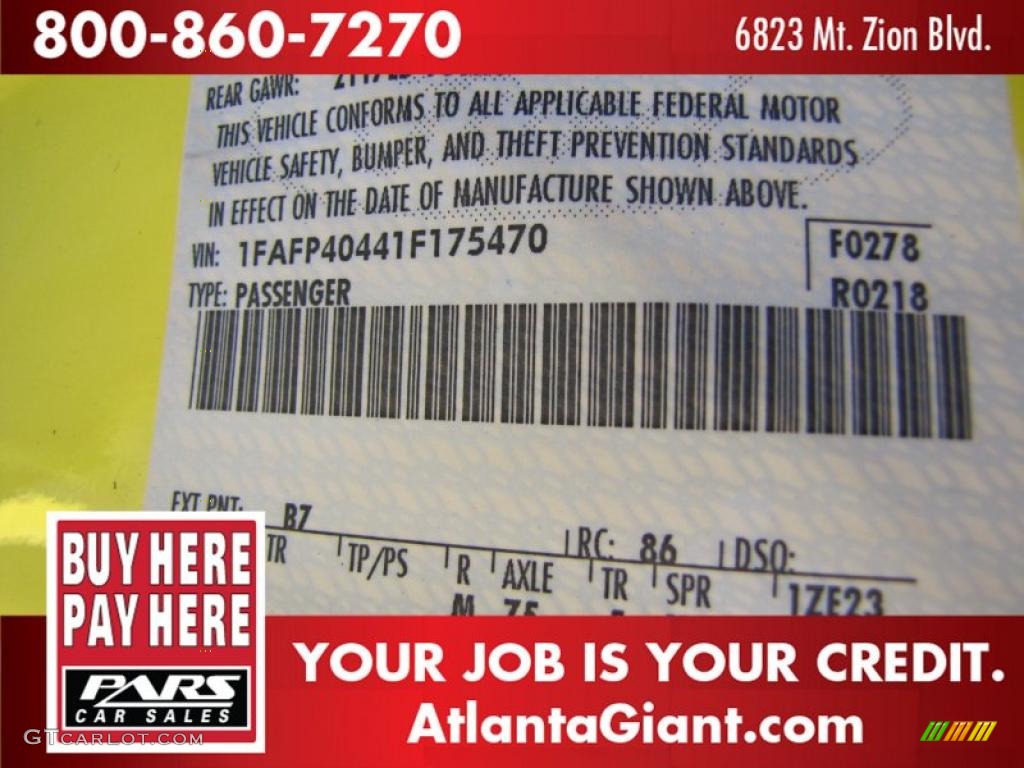 800-860-7270
6823 Mt. Zion Blvd.
REAR GAWR:
THIS VEHICLE CONFORMS TO ALL APPLICABLE FEDERAL MOTOR
VEHICLE SAFETY, BUMPER, AND THEFT PREVENTION STANDARDS
IN EFFECT ON THE DATE OF MANUFACTURE SHOWN ABOVE.
VIN: 1FAFP40441F175470
F0278
TYPE: PASSENGER
R0218
EXT PNT: B7
RC: 86 DSO:
TR TP/PS R AXLE TR SPR 1ZE23
M Z5
BUY HERE
PAY HERE
PARS
CAR SALES
YOUR JOB IS YOUR CREDIT.
AtlantaGiant.com
GTcarlot.com